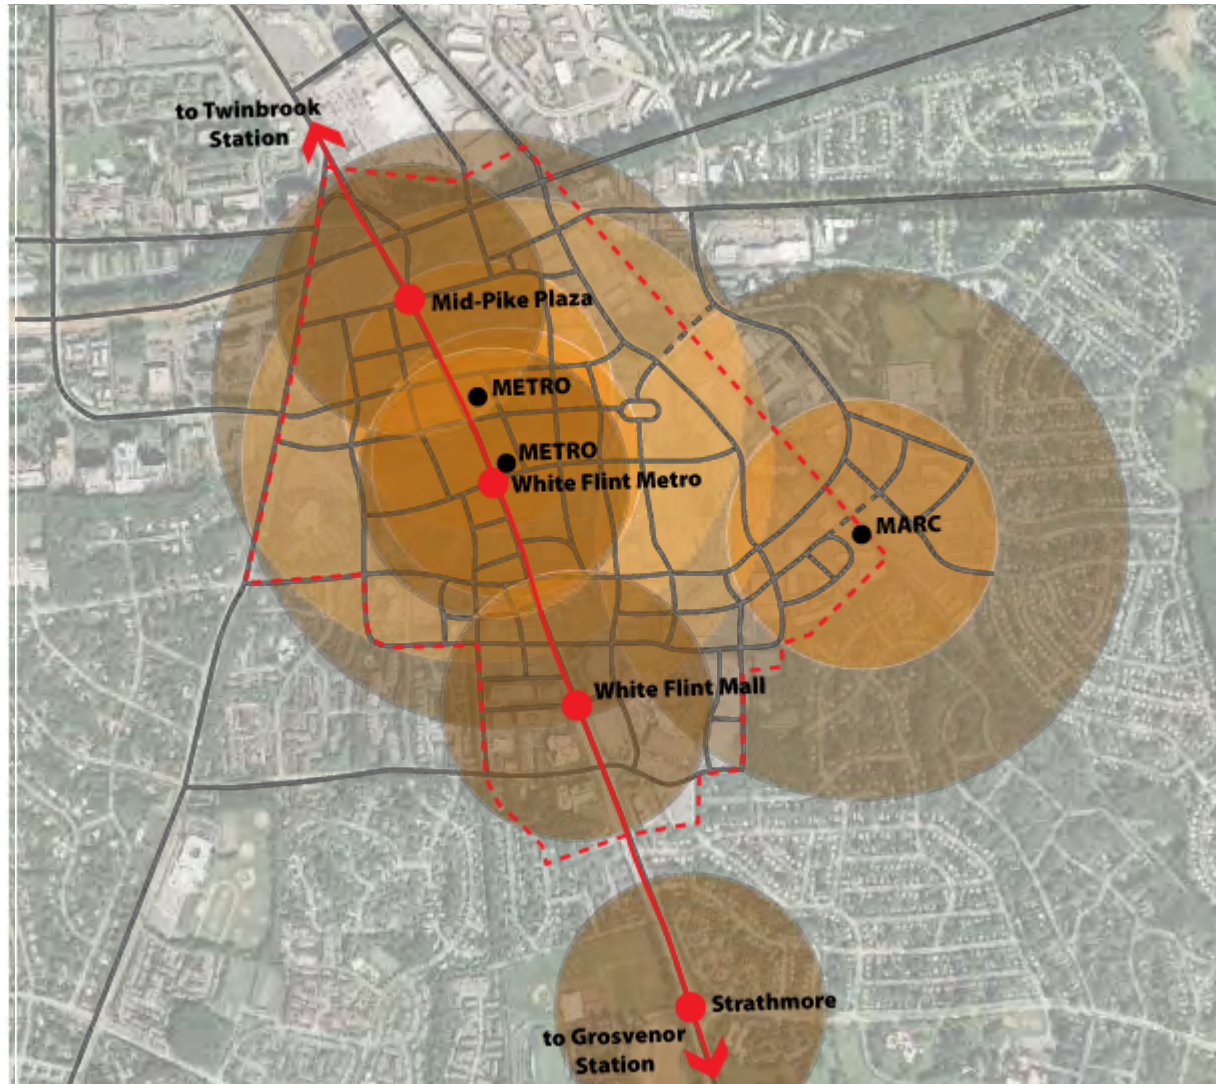 to Twinbrook
Station
Mid-Pike Plaza
METRO
METRO
White Flint Metro
MARC
White Flint Mall
Strathmore
to Grosvenor
Station